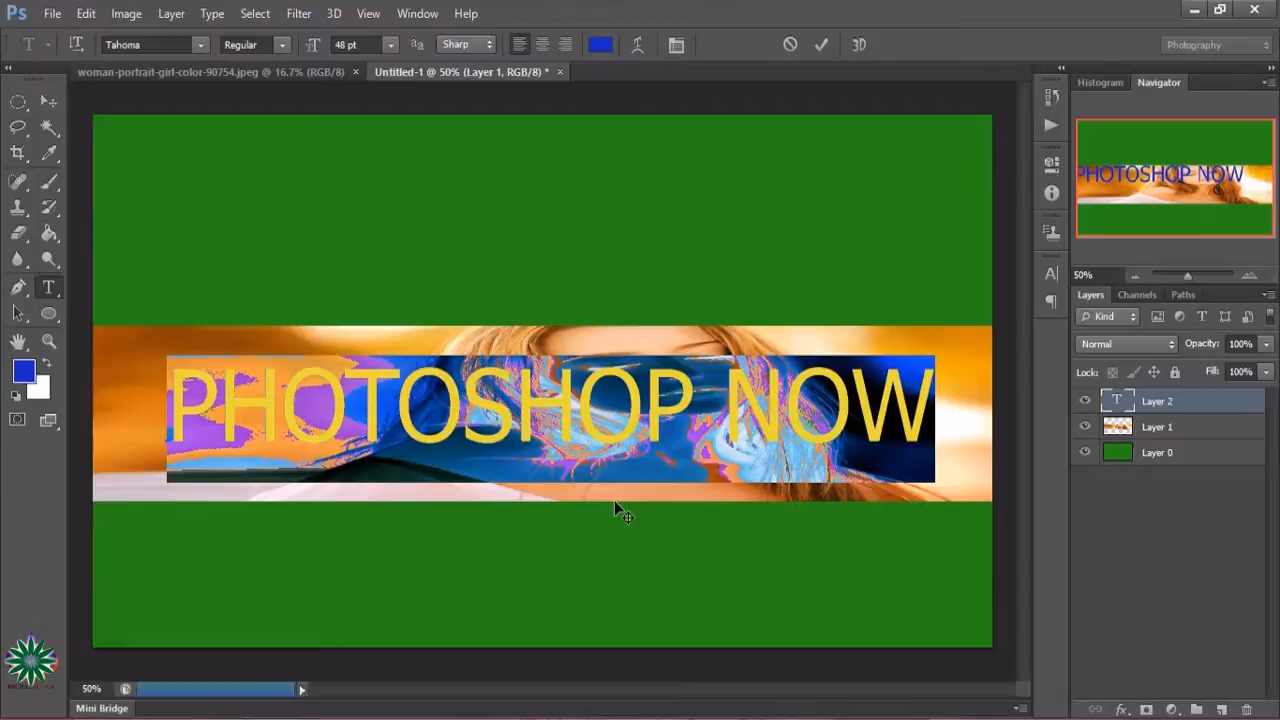 Ps File Edit Image Layer Type Select Filter 3D View Window Help
T T Tahoma Regular 48 pt aa Sharp 3D Photography
woman-portrait-girl-color-90754.jpeg @ 16.7% (RGB/8) × Untitled-1 @ 50% (Layer 1, RGB/8) * ×
Histogram Navigator
PHOTOSHOP NOW
50%
Layers Channels Paths
Kind
Normal Opacity: 100%
Lock: Fill: 100%
T Layer 2
Layer 1
Layer 0
PHOTOSHOP NOW
50%
Mini Bridge